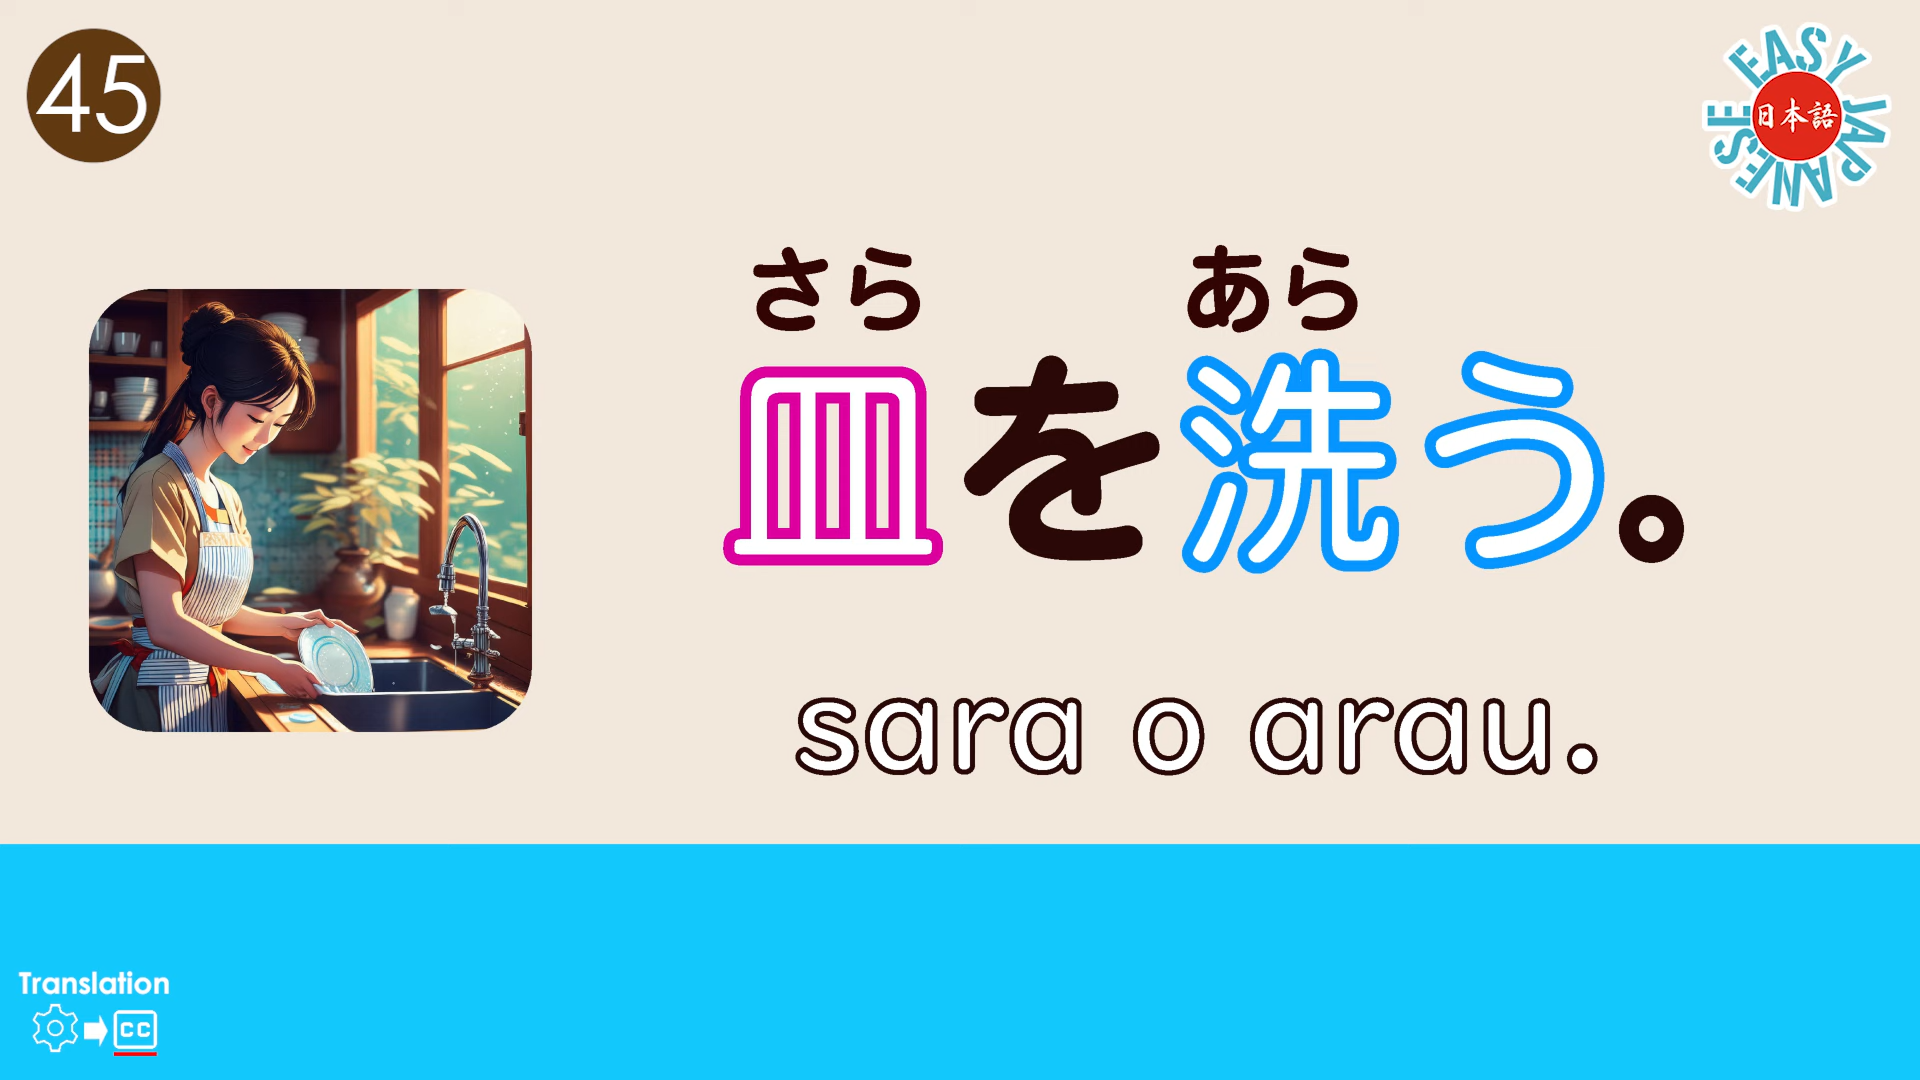 45
EASY JAPANESE
日本語
さら あら
皿を洗う。
sara o arau.
Translation
CC